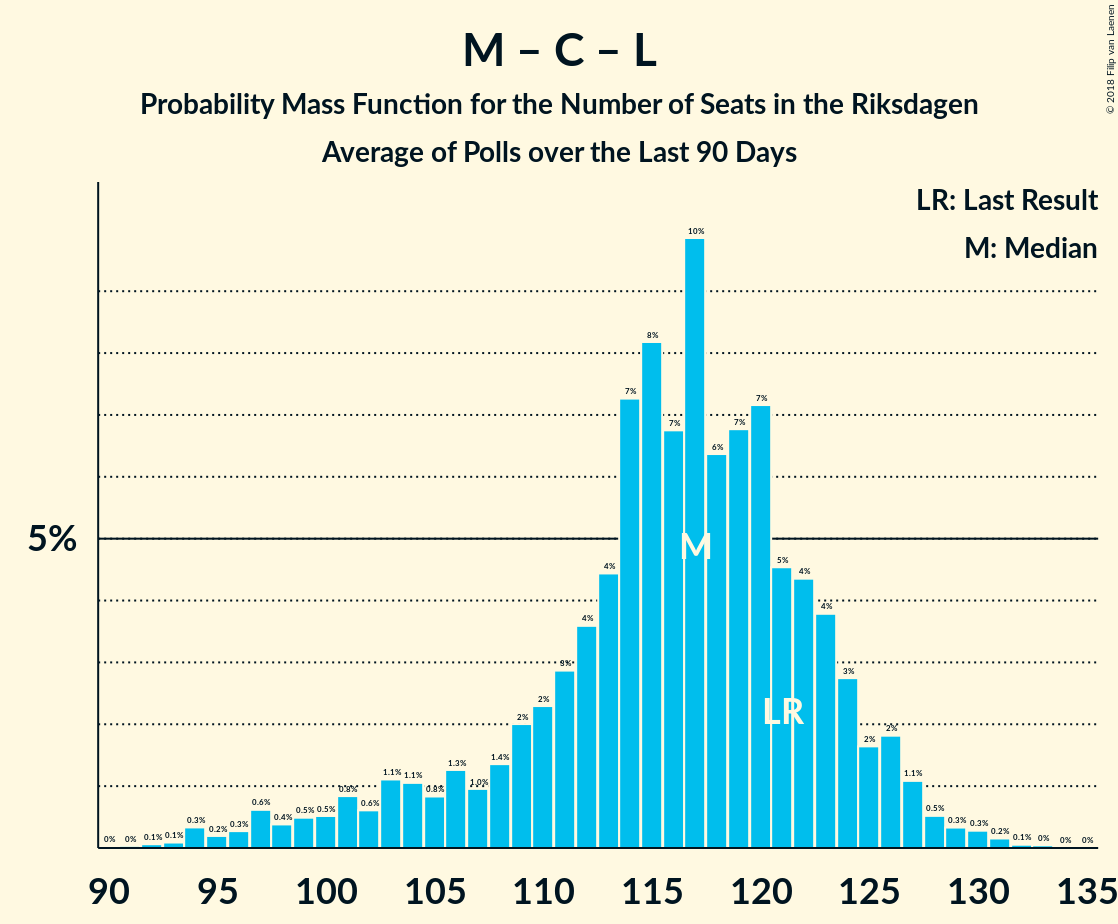 M – C – L
Probability Mass Function for the Number of Seats in the Riksdagen
Average of Polls over the Last 90 Days
© 2018 Filip van Laenen
LR: Last Result
M: Median
5%
0% 0% 0.1% 0.1% 0.3% 0.2% 0.3% 0.6% 0.4% 0.5% 0.5% 0.8% 0.6% 1.1% 1.1% 0.8% 1.3% 1.0% 1.4% 2% 2% 3% 4% 4% 7% 8% 7% 10% 6% 7% 7% 5% 4% 4% 3% 2% 2% 1.1% 0.5% 0.3% 0.3% 0.2% 0.1% 0% 0% 0%
M
LR
90 95 100 105 110 115 120 125 130 135